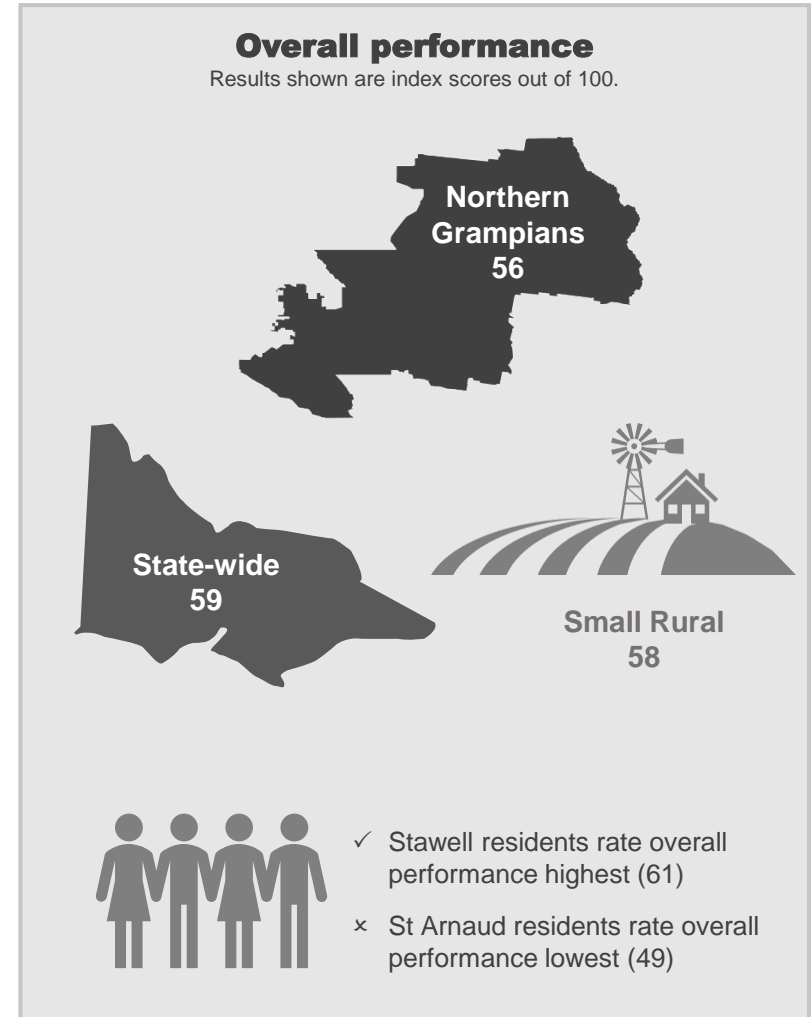 Overall performance
Results shown are index scores out of 100.
Northern
Grampians
56
State-wide
59
Small Rural
58
✓ Stawell residents rate overall
performance highest (61)
× St Arnaud residents rate overall
performance lowest (49)